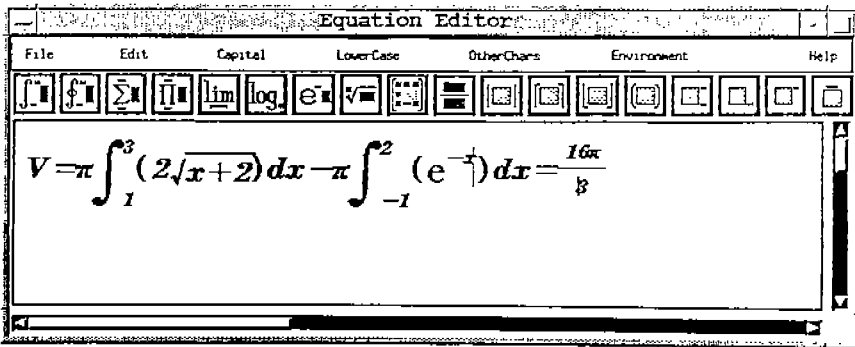 Equation Editor
File Edit Capital LowerCase OtherChars Environment Help
lim log e
V=π∫₁³(2√x+2)dx−π∫₋₁²(e⁻ˣ)dx=16π/3